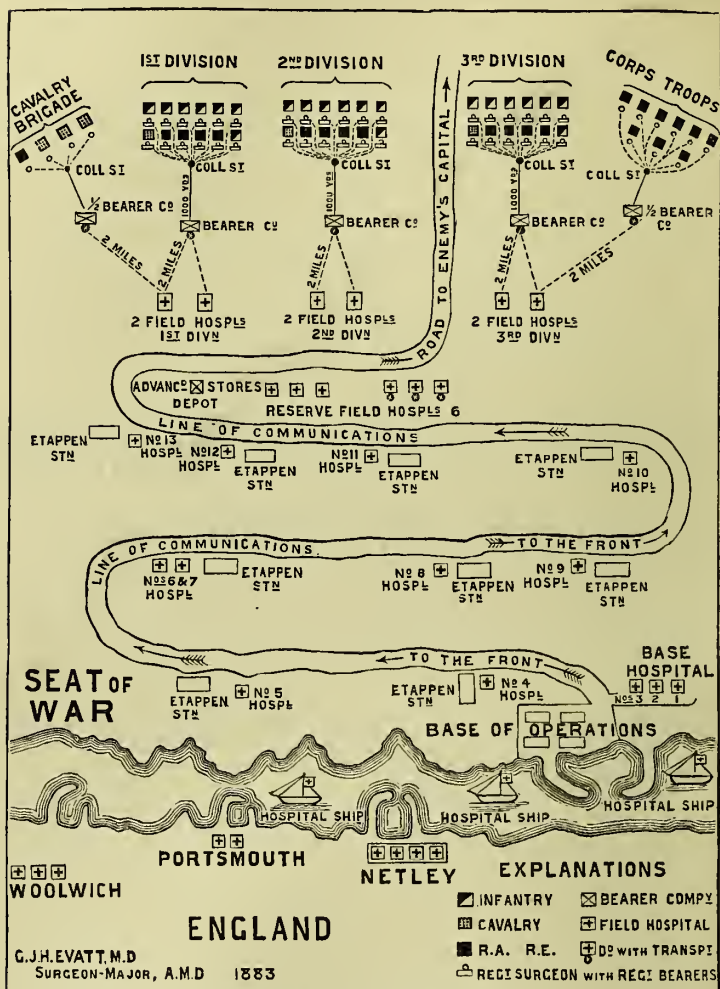 1ST DIVISION
2ND DIVISION
3RD DIVISION
CAVALRY
BRIGADE
CORPS TROOPS
COLL ST
COLL ST
COLL ST
COLL ST
COLL ST
1000 YDS
1000 YDS
1000 YDS
½ BEARER CO
BEARER CO
BEARER CO
BEARER CO
½ BEARER
CO
2 MILES
2 MILES
2 MILES
2 MILES
2 MILES
2 FIELD HOSPLS
1ST DIVN
2 FIELD HOSPLS
2ND DIVN
2 FIELD HOSPLS
3RD DIVN
ROAD TO ENEMY'S CAPITAL
ADVANCD STORES
DEPOT
RESERVE FIELD HOSPLS 6
LINE OF COMMUNICATIONS
ETAPPEN
STN
No 13
HOSPL
No 12
HOSPL
ETAPPEN
STN
No 11
HOSPL
ETAPPEN
STN
ETAPPEN
STN
No 10
HOSPL
LINE OF COMMUNICATIONS.
TO THE FRONT
Nos 6 & 7
HOSPL
ETAPPEN
STN
No 8
HOSPL
ETAPPEN
STN
No 9
HOSPL
ETAPPEN
STN
TO THE FRONT
BASE
HOSPITAL
Nos 3 2 1
SEAT OF
WAR
ETAPPEN
STN
No 5
HOSPL
ETAPPEN
STN
No 4
HOSPL
BASE OF OPERATIONS
HOSPITAL SHIP
HOSPITAL SHIP
HOSPITAL SHIP
PORTSMOUTH
NETLEY
WOOLWICH
ENGLAND
EXPLANATIONS
INFANTRY
BEARER COMPY
CAVALRY
FIELD HOSPITAL
R.A. R.E.
DO WITH TRANSPT
REGT SURGEON WITH REGT BEARERS
G.J.H. EVATT, M.D
SURGEON-MAJOR, A.M.D 1883